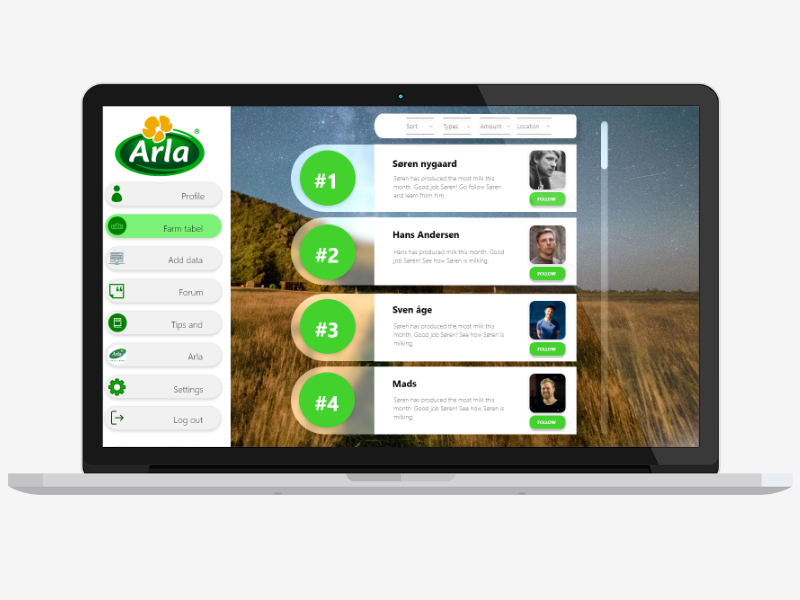 Arla ®
Profile
Farm tabel
Add data
Forum
Tips and
Arla
Arla
Settings
Log out
Sort
Types
Amount
Location
#1
Søren nygaard
Søren has produced the most milk this
month. Good job Søren! Go follow Søren
and learn from him
FOLLOW
#2
Hans Andersen
Hans has produced milk this month. Good
job Søren! See how Søren is milking.
FOLLOW
#3
Sven åge
Søren has produced the most milk this
month. Good job Søren! See how Søren is
milking.
FOLLOW
#4
Mads
Søren has produced the most milk this
month. Good job Søren! See how Søren is
milking.
FOLLOW